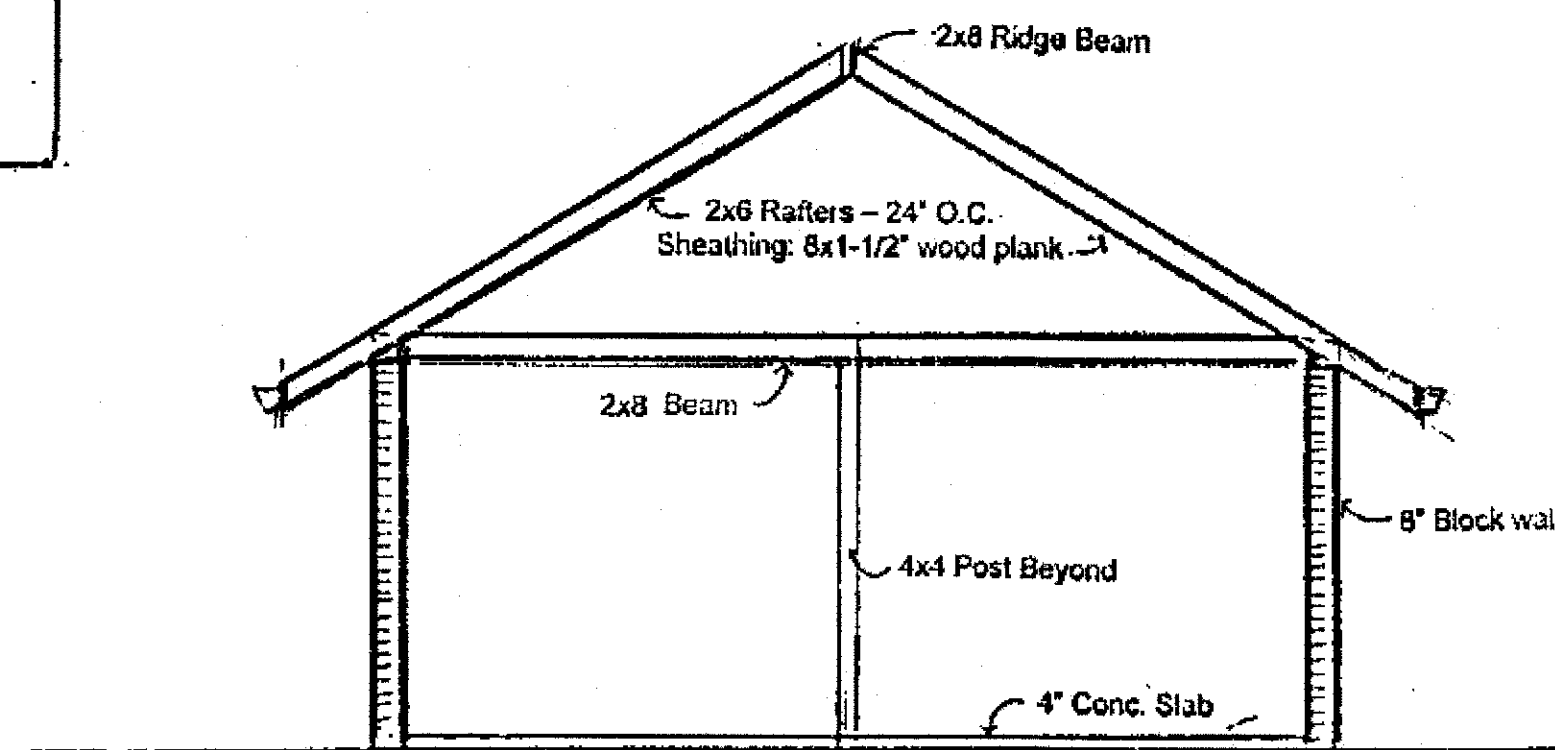 2x8 Ridge Beam
2x6 Rafters – 24" O.C.
Sheathing: 8x1-1/2" wood plank
2x8 Beam
8" Block wal
4x4 Post Beyond
4" Conc. Slab